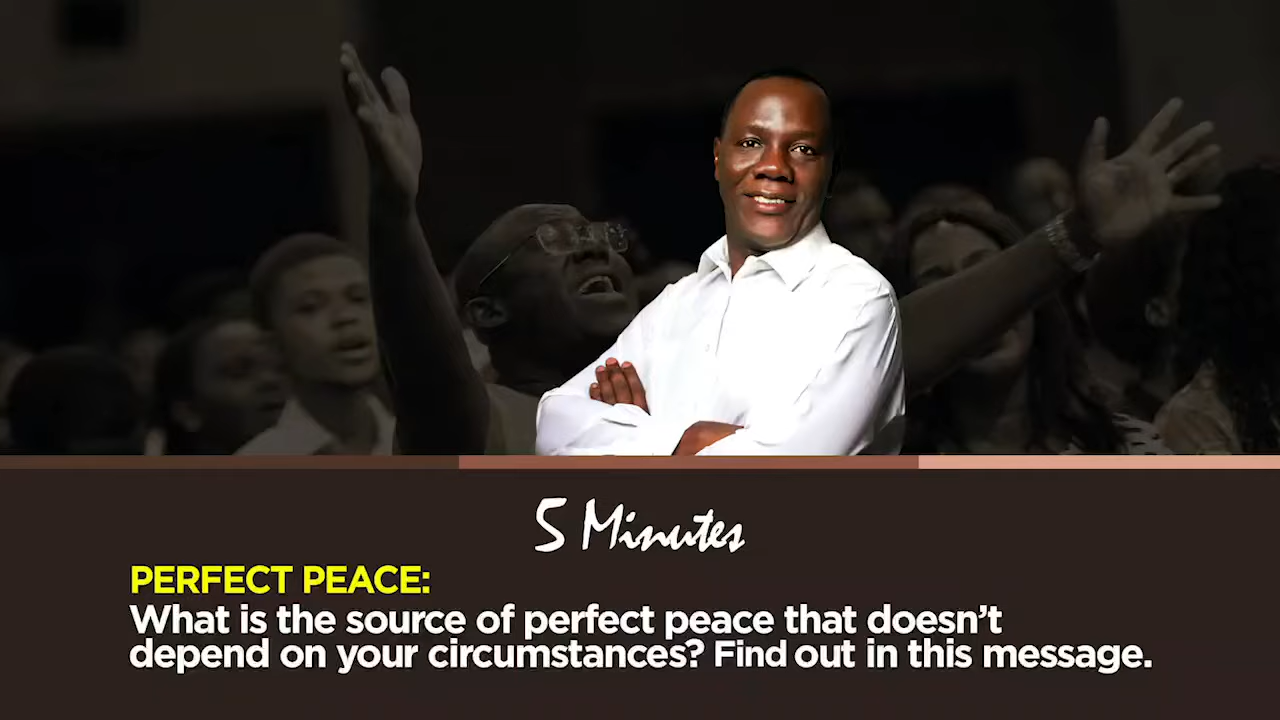 5 Minutes
PERFECT PEACE:
What is the source of perfect peace that doesn’t
depend on your circumstances? Find out in this message.